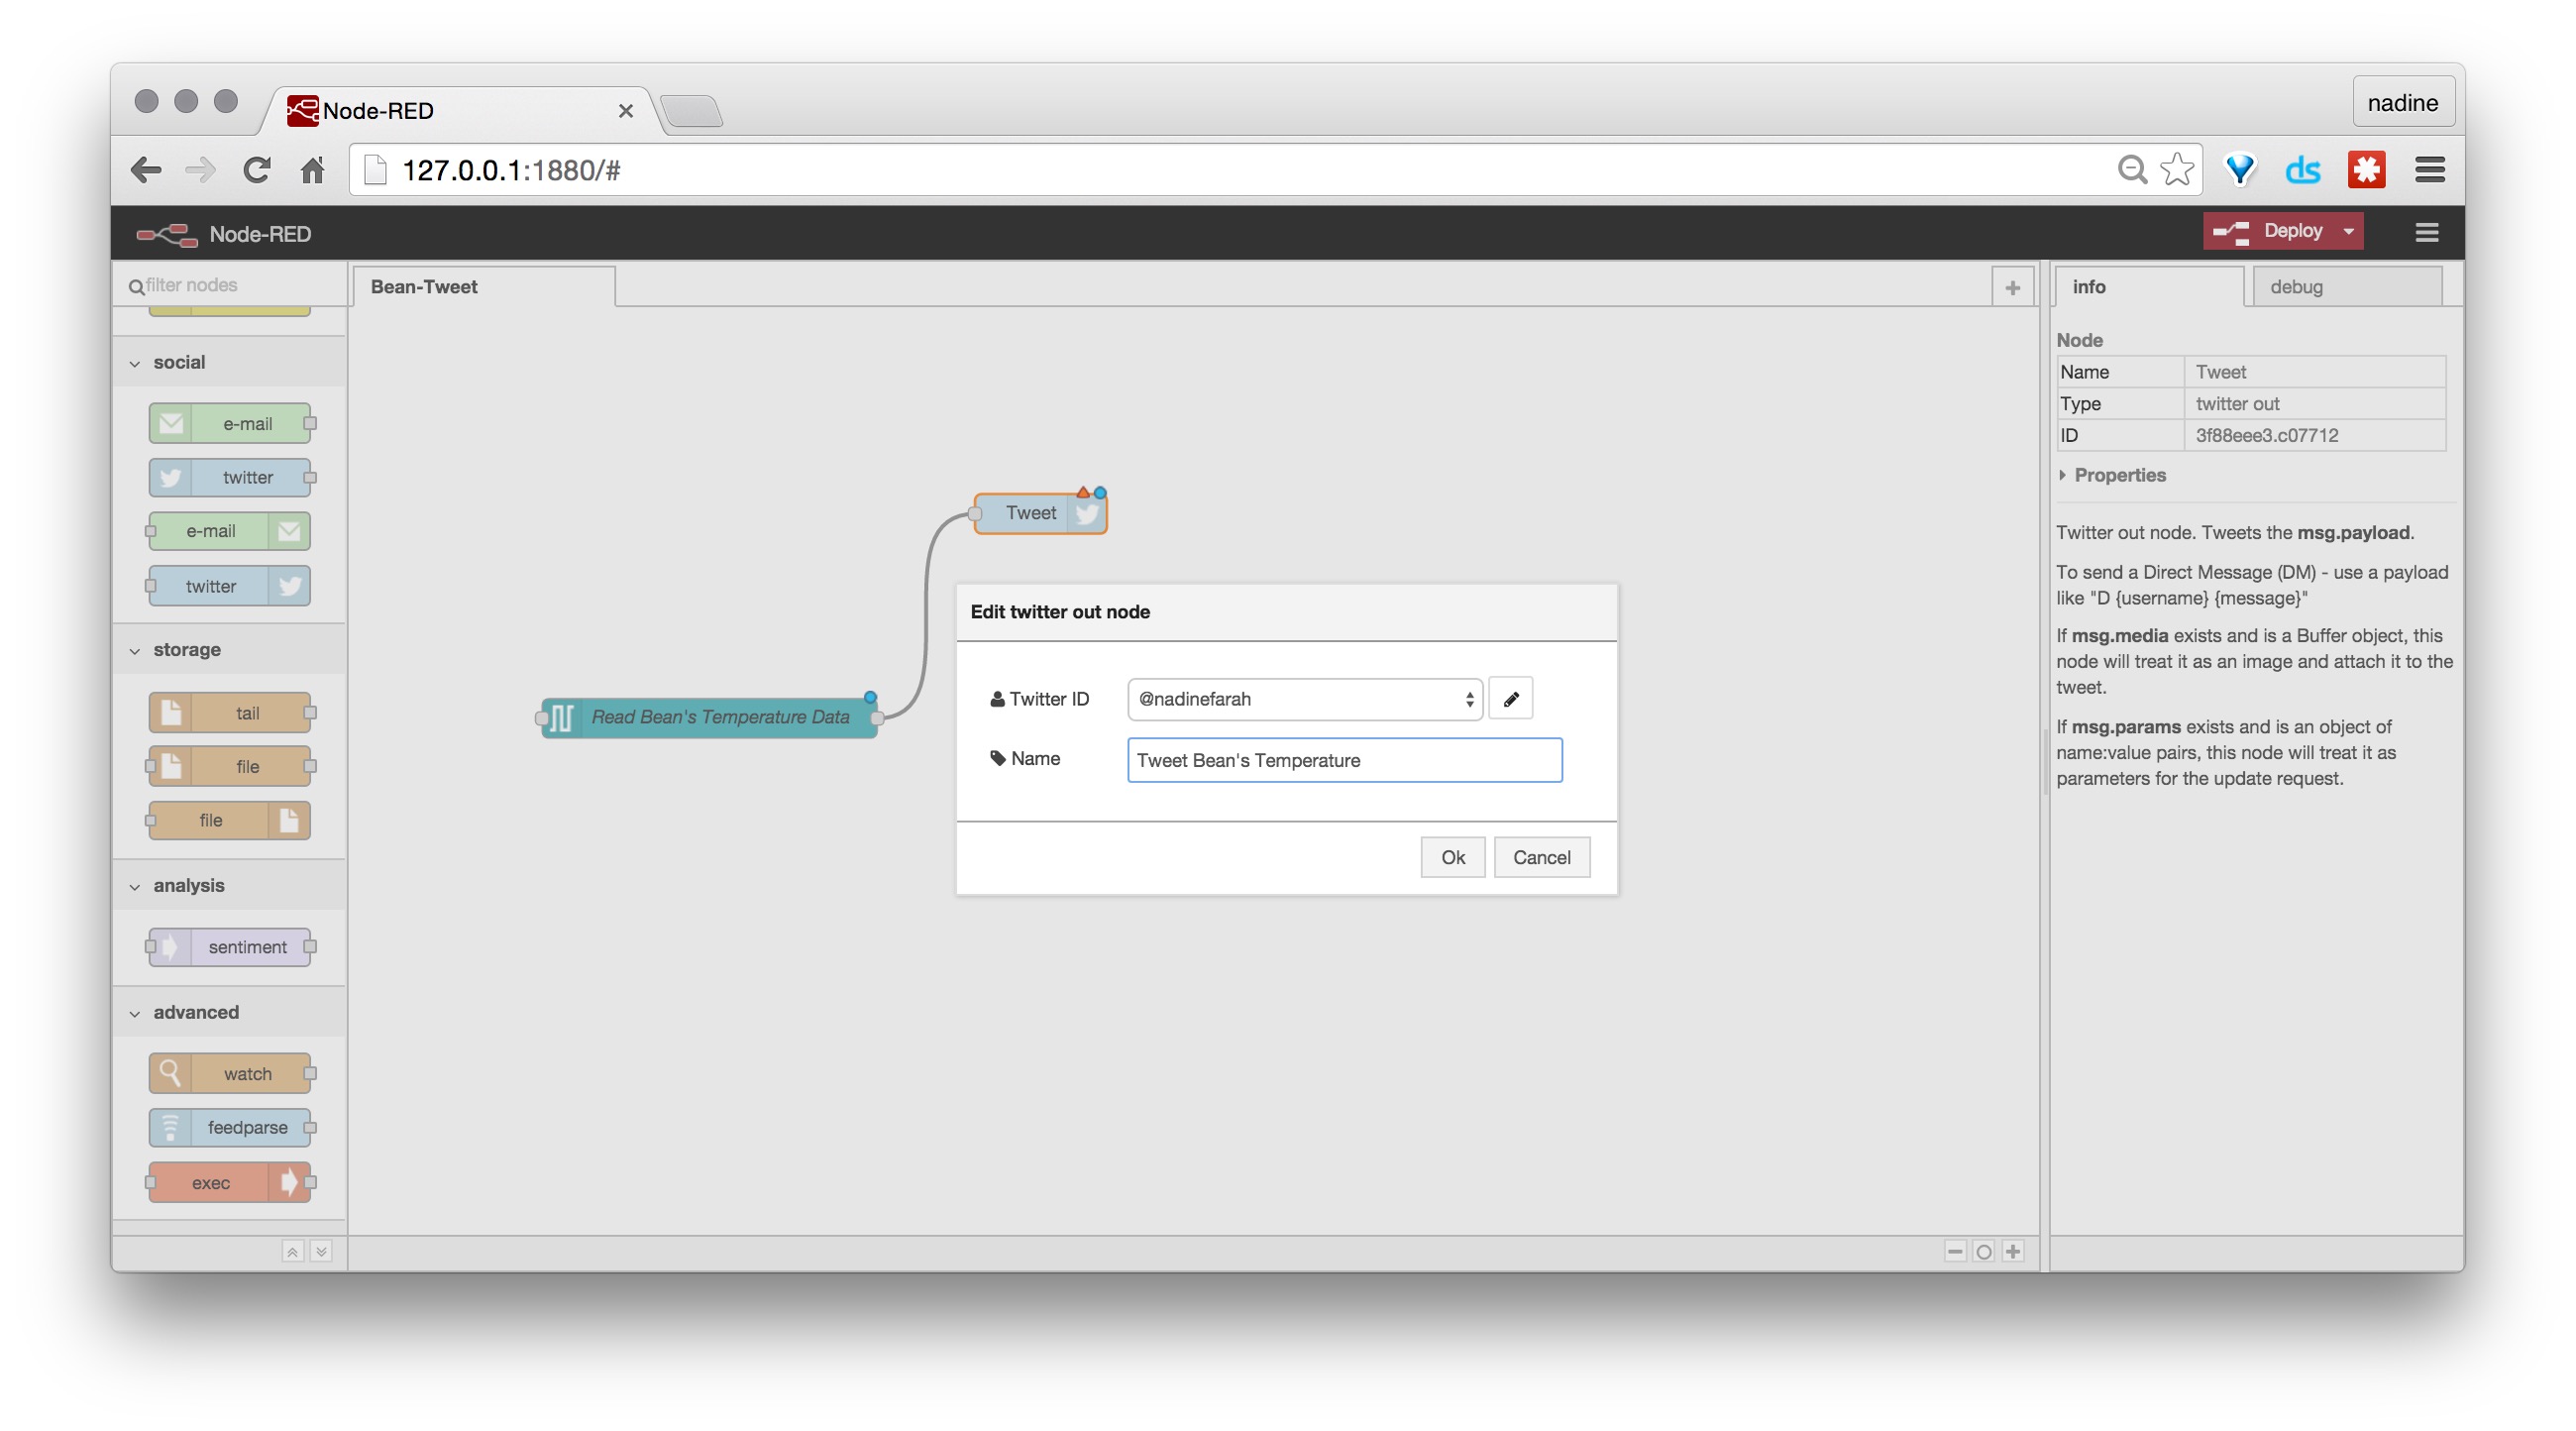 Node-RED
nadine
127.0.0.1:1880/#
ds
Node-RED
Deploy
filter nodes
Bean-Tweet
info
debug
social
e-mail
twitter
e-mail
twitter
storage
tail
file
file
analysis
sentiment
advanced
watch
feedparse
exec
Tweet
Read Bean's Temperature Data
Edit twitter out node
Twitter ID
@nadinefarah
Name
Tweet Bean's Temperature
Ok
Cancel
Node
Name
Tweet
Type
twitter out
ID
3f88eee3.c07712
Properties
Twitter out node. Tweets the msg.payload.
To send a Direct Message (DM) - use a payload
like "D {username} {message}"
If msg.media exists and is a Buffer object, this
node will treat it as an image and attach it to the
tweet.
If msg.params exists and is an object of
name:value pairs, this node will treat it as
parameters for the update request.